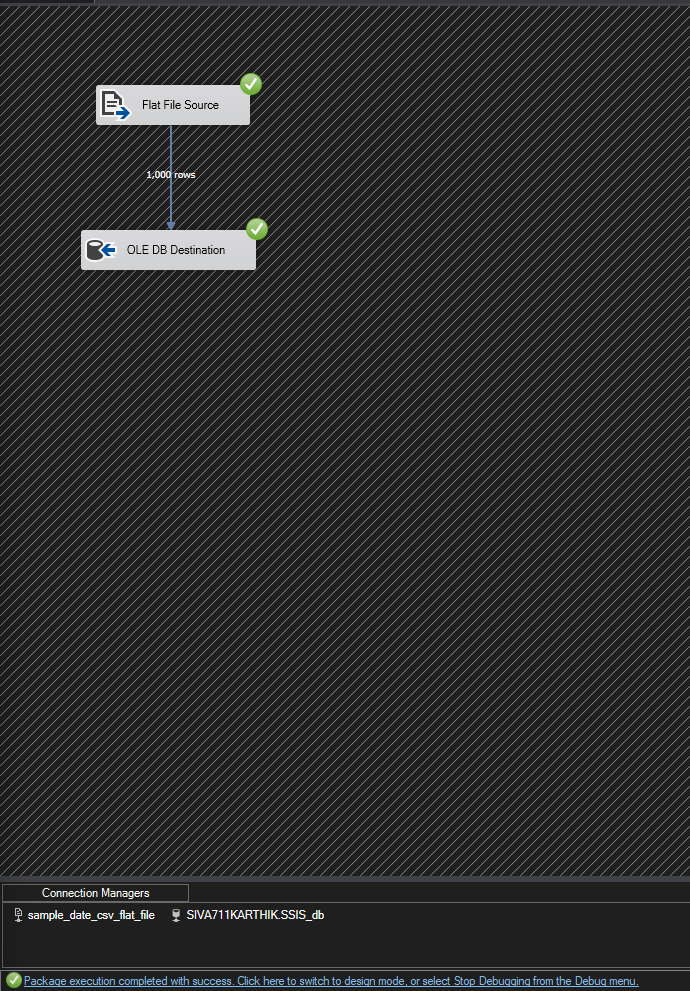 Flat File Source
1,000 rows
OLE DB Destination
Connection Managers
sample_date_csv_flat_file SIVA711KARTHIK.SSIS_db
Package execution completed with success. Click here to switch to design mode, or select Stop Debugging from the Debug menu.